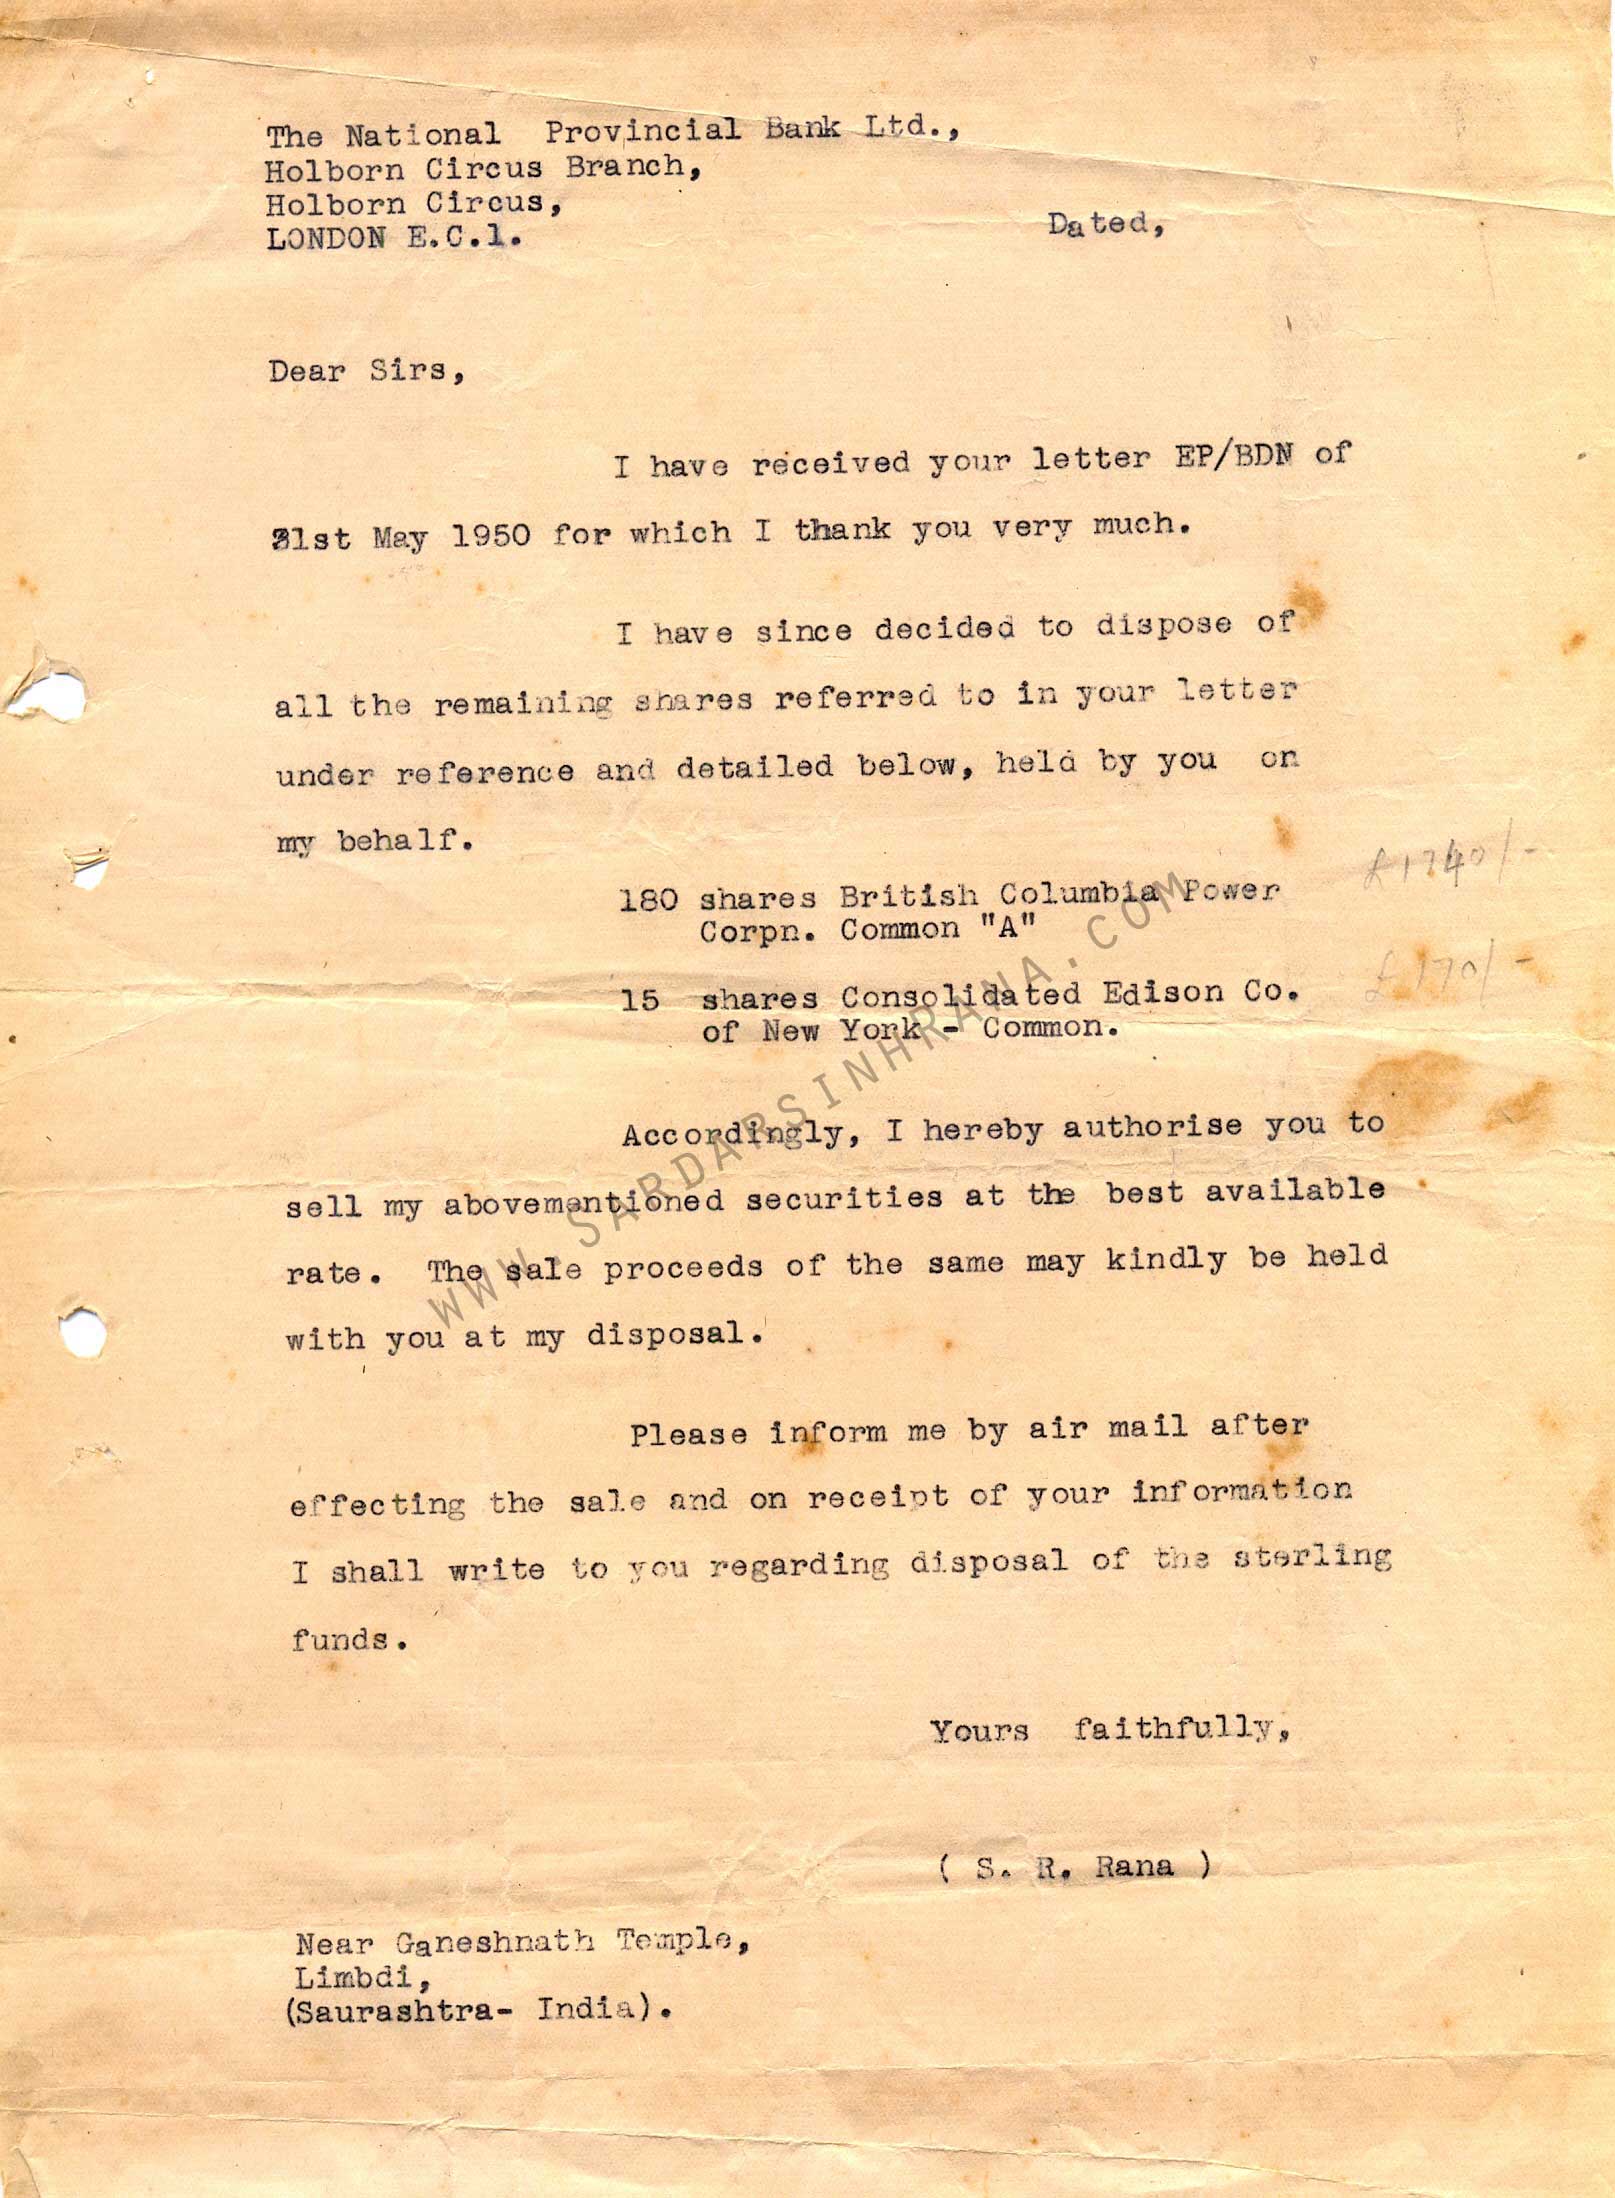 The National Provincial Bank Ltd.,
Holborn Circus Branch,
Holborn Circus,
LONDON E.C.1.
Dated,
Dear Sirs,
I have received your letter EP/BDN of
31st May 1950 for which I thank you very much.
I have since decided to dispose of
all the remaining shares referred to in your letter
under reference and detailed below, held by you on
my behalf.
180 shares British Columbia Power
Corpn. Common "A"
£1740/-
15 shares Consolidated Edison Co.
of New York - Common.
£170/-
Accordingly, I hereby authorise you to
sell my abovementioned securities at the best available
rate. The sale proceeds of the same may kindly be held
with you at my disposal.
Please inform me by air mail after
effecting the sale and on receipt of your information
I shall write to you regarding disposal of the sterling
funds.
Yours faithfully,
( S. R. Rana )
Near Ganeshnath Temple,
Limbdi,
(Saurashtra- India).
WWW.SARDARSINHRANA.COM